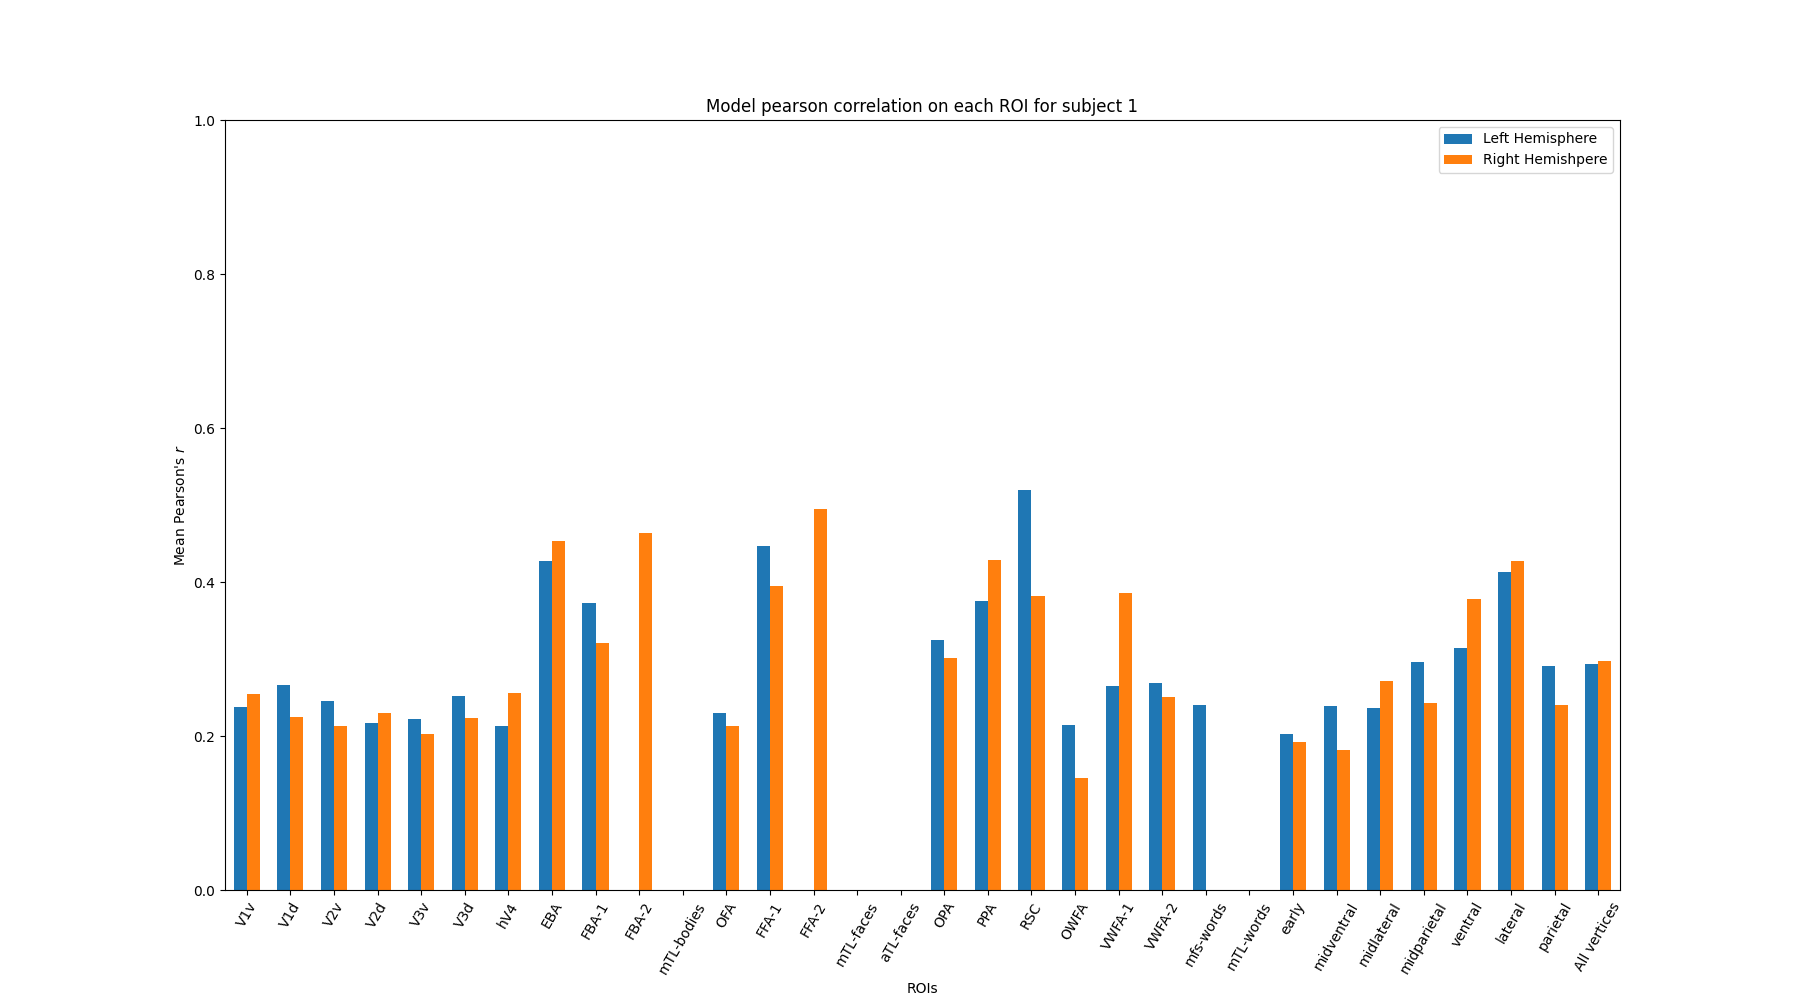 Model pearson correlation on each ROI for subject 1
1.0
0.8
0.6
0.4
0.2
0.0
Mean Pearson's r
Left Hemisphere
Right Hemishpere
V1v
V1d
V2v
V2d
V3v
V3d
hV4
EBA
FBA-1
FBA-2
mTL-bodies
OFA
FFA-1
FFA-2
mTL-faces
aTL-faces
OPA
PPA
RSC
OWFA
VWFA-1
VWFA-2
mfs-words
mTL-words
early
midventral
midlateral
midparietal
ventral
lateral
parietal
All vertices
ROIs